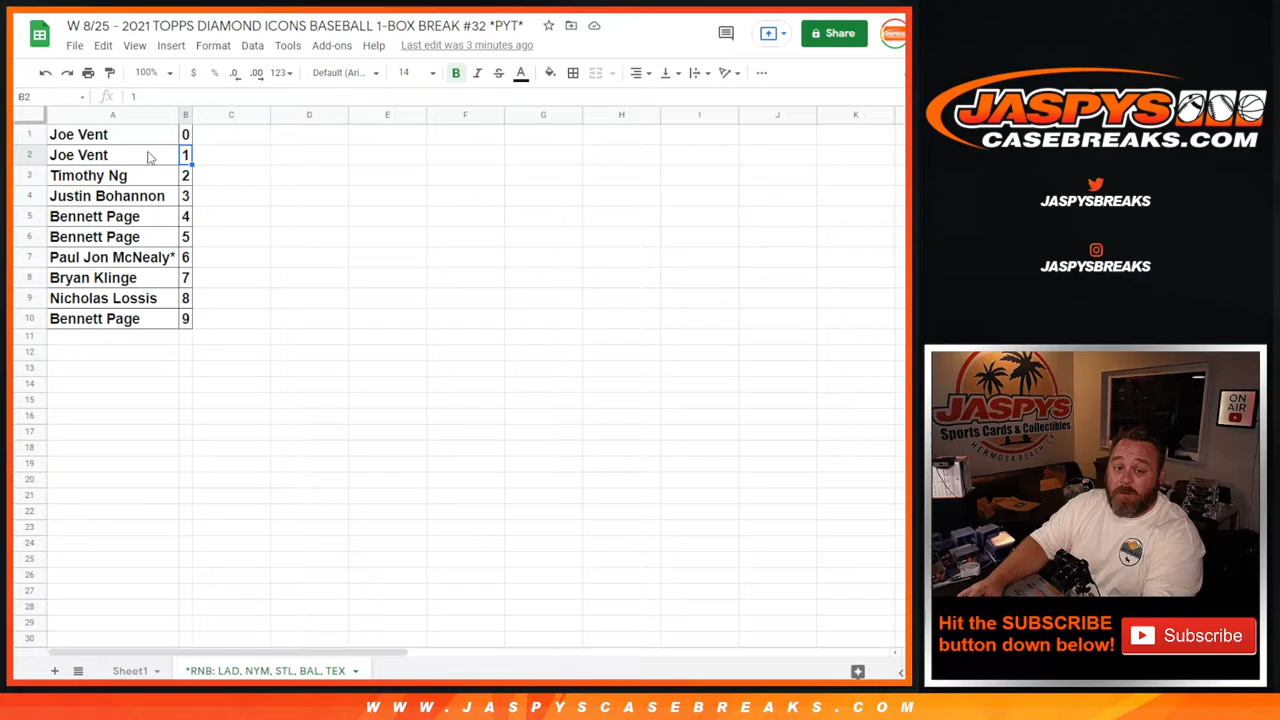 W 8/25 - 2021 TOPPS DIAMOND ICONS BASEBALL 1-BOX BREAK #32 *PYT*
File Edit View Insert Format Data Tools Add-ons Help Last edit was 3 minutes ago
Share
100% $ % .0 .00 123 Default (Ari... 14 B I S A
B2 fx 1
A B C D E F G H I J K
1 Joe Vent 0
2 Joe Vent 1
3 Timothy Ng 2
4 Justin Bohannon 3
5 Bennett Page 4
6 Bennett Page 5
7 Paul Jon McNealy* 6
8 Bryan Klinge 7
9 Nicholas Lossis 8
10 Bennett Page 9
11
12
13
14
15
16
17
18
19
20
21
22
23
24
25
26
27
28
29
30
Sheet1 *RNB: LAD, NYM, STL, BAL, TEX
JASPYS
CASEBREAKS.COM
JASPYSBREAKS
JASPYSBREAKS
JASPYS
Sports Cards & Collectibles
HERMOSA BEACH, CA
ON
AIR
Hit the SUBSCRIBE
button down below!
Subscribe
WWW.JASPYSCASEBREAKS.COM